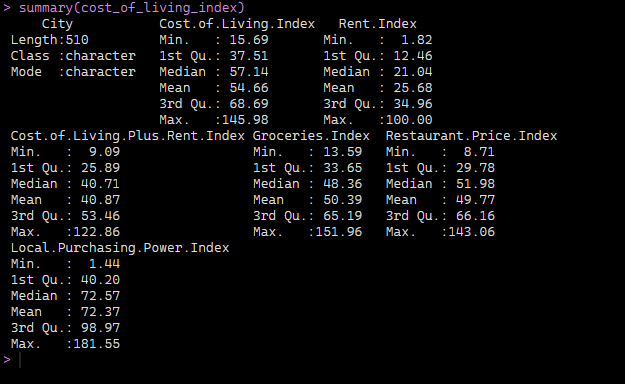 > summary(cost_of_living_index)
    City           Cost.of.Living.Index   Rent.Index
Length:510         Min.   : 15.69       Min.   :  1.82
Class :character   1st Qu.: 37.51       1st Qu.: 12.46
Mode  :character   Median : 57.14       Median : 21.04
                   Mean   : 54.66       Mean   : 25.68
                   3rd Qu.: 68.69       3rd Qu.: 34.96
                   Max.   :145.98       Max.   :100.00
Cost.of.Living.Plus.Rent.Index Groceries.Index  Restaurant.Price.Index
Min.   :  9.09                 Min.   : 13.59   Min.   :  8.71
1st Qu.: 25.89                 1st Qu.: 33.65   1st Qu.: 29.78
Median : 40.71                 Median : 48.36   Median : 51.98
Mean   : 40.87                 Mean   : 50.39   Mean   : 49.77
3rd Qu.: 53.46                 3rd Qu.: 65.19   3rd Qu.: 66.16
Max.   :122.86                 Max.   :151.96   Max.   :143.06
Local.Purchasing.Power.Index
Min.   :  1.44
1st Qu.: 40.20
Median : 72.57
Mean   : 72.37
3rd Qu.: 98.97
Max.   :181.55
>